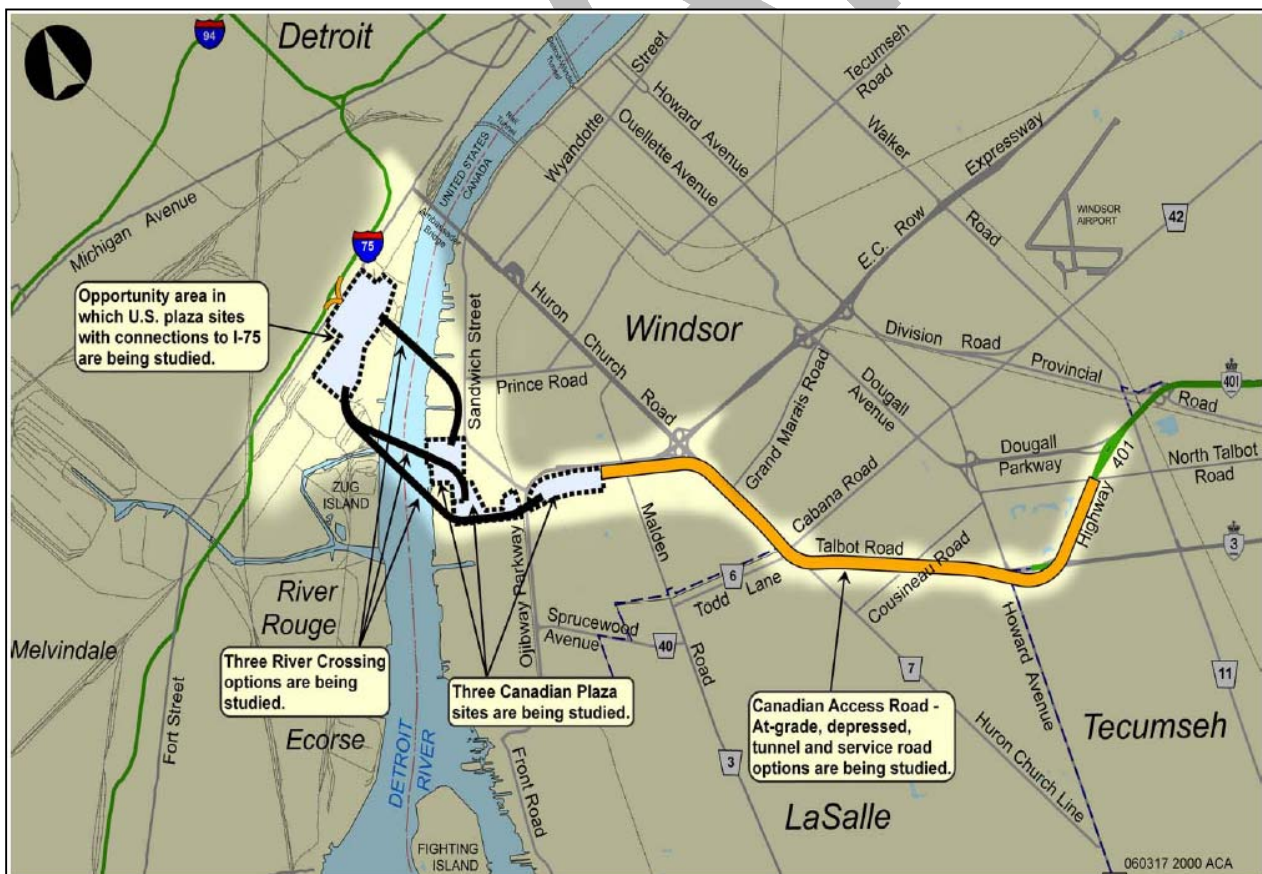 94
Detroit
Michigan Avenue
75
Opportunity area in
which U.S. plaza sites
with connections to I-75
are being studied.
UNITED STATES
CANADA
Detroit-Windsor
Tunnel
Rail
Tunnel
Ambassador
Bridge
Wyandotte
Street
Howard Avenue
Ouellette Avenue
Tecumseh
Road
Walker
Road
Expressway
E.C. Row
WINDSOR
AIRPORT
42
Sandwich Street
Huron
Church
Road
Windsor
Prince Road
Division Road
Provincial
Road
401
Grand Marais Road
Dougall
Avenue
Dougall
Parkway
North Talbot
Road
Highway 401
ZUG
ISLAND
Malden
Road
Cabana Road
Talbot Road
Cousineau Road
3
6
Todd Lane
River
Rouge
Ojibway Parkway
Sprucewood
Avenue
40
Melvindale
Three River Crossing
options are being
studied.
Three Canadian Plaza
sites are being studied.
Canadian Access Road -
At-grade, depressed,
tunnel and service road
options are being studied.
7
Howard Avenue
11
Tecumseh
Fort Street
Ecorse
DETROIT
RIVER
Front Road
3
Huron Church Line
LaSalle
FIGHTING
ISLAND
060317 2000 ACA